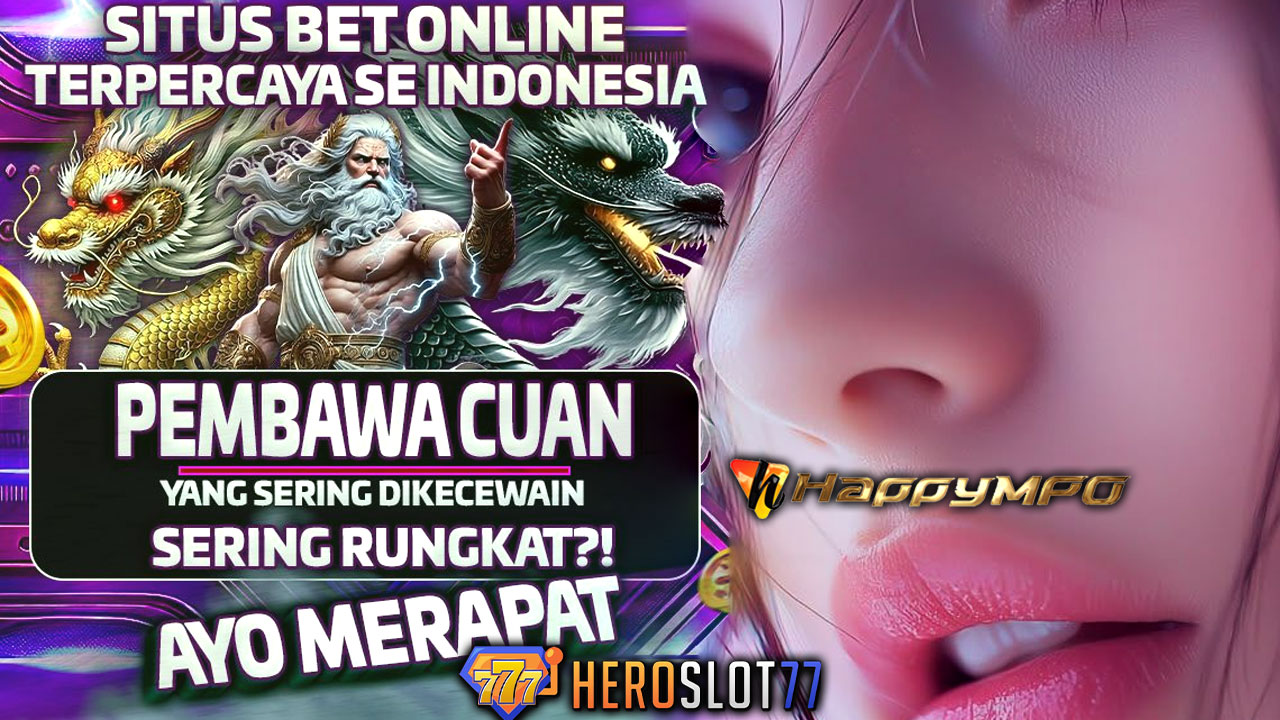 SITUS BET ONLINE
TERPERCAYA SE INDONESIA
PEMBAWA CUAN
YANG SERING DIKECEWAIN
SERING RUNGKAT?!
AYO MERAPAT
HAPPYMPO
777 HEROSLOT77